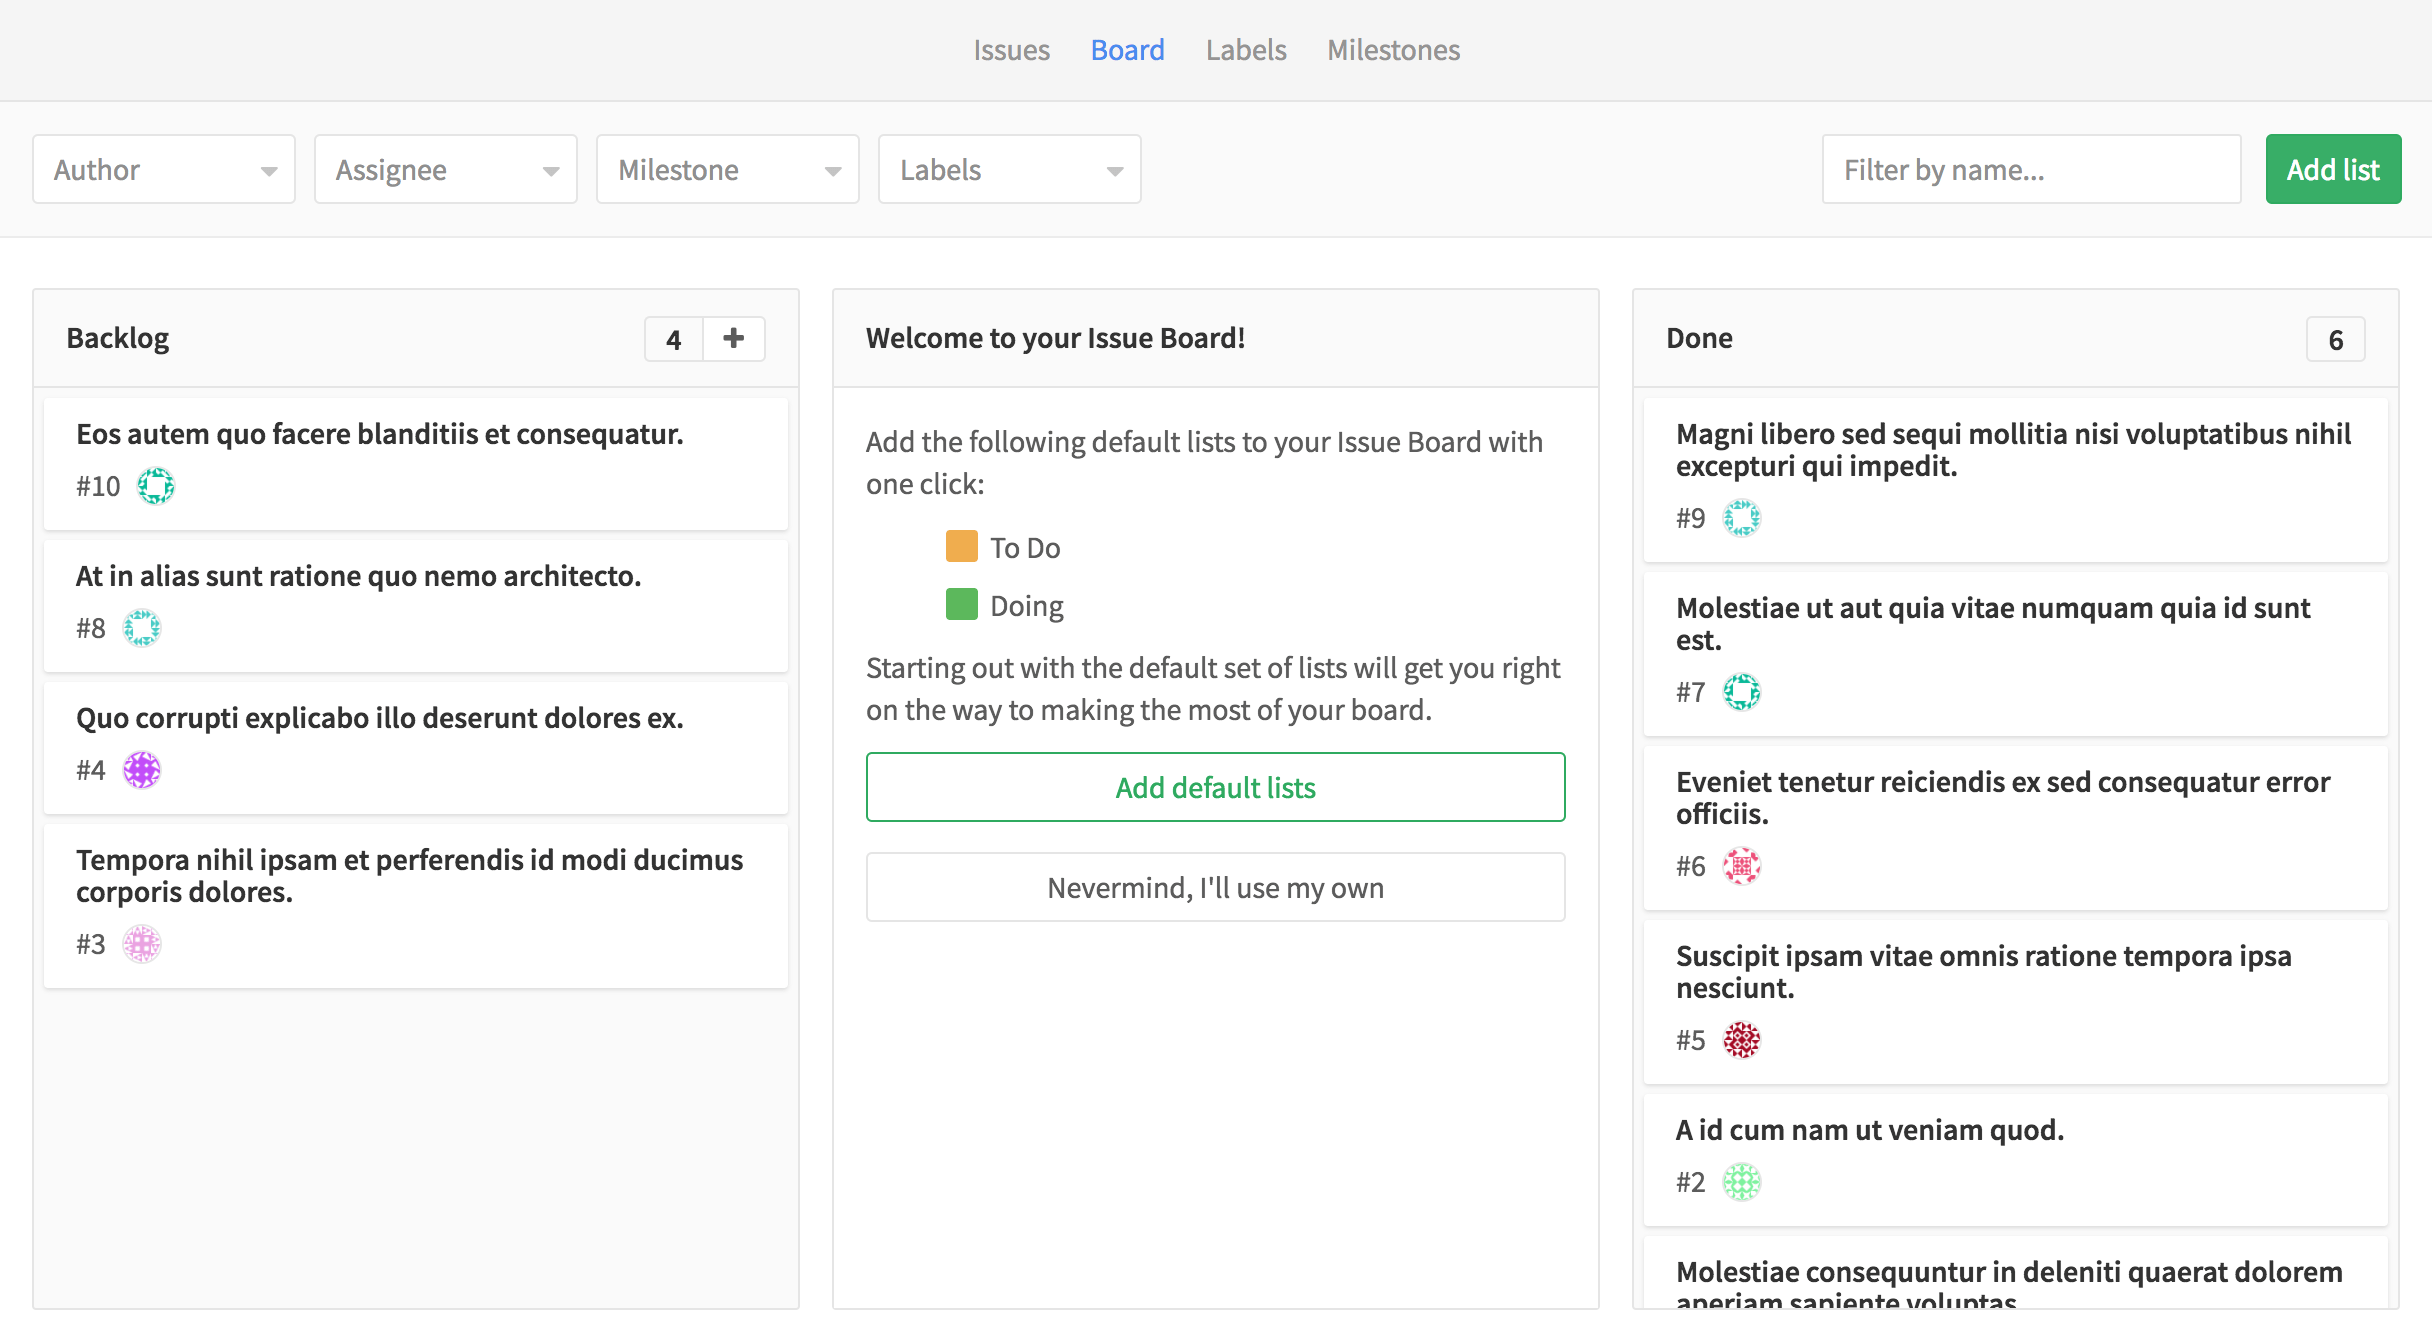 Issues Board Labels Milestones
Author Assignee Milestone Labels Filter by name... Add list
Backlog 4
Eos autem quo facere blanditiis et consequatur.
#10
At in alias sunt ratione quo nemo architecto.
#8
Quo corrupti explicabo illo deserunt dolores ex.
#4
Tempora nihil ipsam et perferendis id modi ducimus
corporis dolores.
#3
Welcome to your Issue Board!
Add the following default lists to your Issue Board with
one click:
To Do
Doing
Starting out with the default set of lists will get you right
on the way to making the most of your board.
Add default lists
Nevermind, I'll use my own
Done 6
Magni libero sed sequi mollitia nisi voluptatibus nihil
excepturi qui impedit.
#9
Molestiae ut aut quia vitae numquam quia id sunt
est.
#7
Eveniet tenetur reiciendis ex sed consequatur error
officiis.
#6
Suscipit ipsam vitae omnis ratione tempora ipsa
nesciunt.
#5
A id cum nam ut veniam quod.
#2
Molestiae consequuntur in deleniti quaerat dolorem
aperiam sapiente voluptas